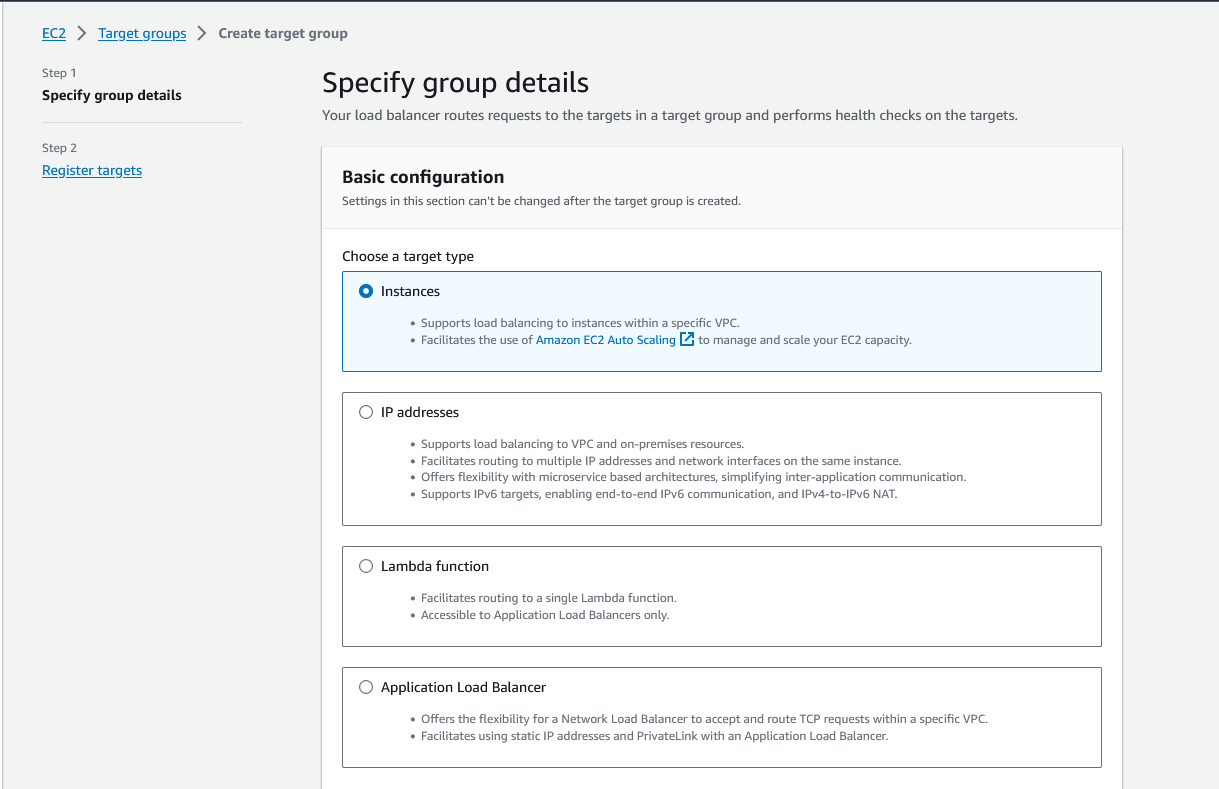 EC2 > Target groups > Create target group
Step 1
Specify group details
Step 2
Register targets
Specify group details
Your load balancer routes requests to the targets in a target group and performs health checks on the targets.
Basic configuration
Settings in this section can't be changed after the target group is created.
Choose a target type
Instances
• Supports load balancing to instances within a specific VPC.
• Facilitates the use of Amazon EC2 Auto Scaling to manage and scale your EC2 capacity.
IP addresses
• Supports load balancing to VPC and on-premises resources.
• Facilitates routing to multiple IP addresses and network interfaces on the same instance.
• Offers flexibility with microservice based architectures, simplifying inter-application communication.
• Supports IPv6 targets, enabling end-to-end IPv6 communication, and IPv4-to-IPv6 NAT.
Lambda function
• Facilitates routing to a single Lambda function.
• Accessible to Application Load Balancers only.
Application Load Balancer
• Offers the flexibility for a Network Load Balancer to accept and route TCP requests within a specific VPC.
• Facilitates using static IP addresses and PrivateLink with an Application Load Balancer.